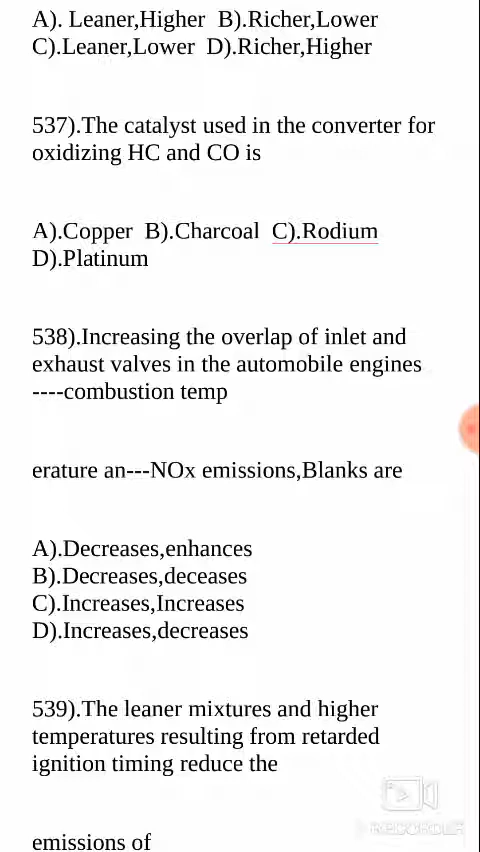 A). Leaner,Higher  B).Richer,Lower
C).Leaner,Lower  D).Richer,Higher
537).The catalyst used in the converter for
oxidizing HC and CO is
A).Copper  B).Charcoal  C).Rodium
D).Platinum
538).Increasing the overlap of inlet and
exhaust valves in the automobile engines
----combustion temp
erature an---NOx emissions,Blanks are
A).Decreases,enhances
B).Decreases,deceases
C).Increases,Increases
D).Increases,decreases
539).The leaner mixtures and higher
temperatures resulting from retarded
ignition timing reduce the
RECORDER
emissions of